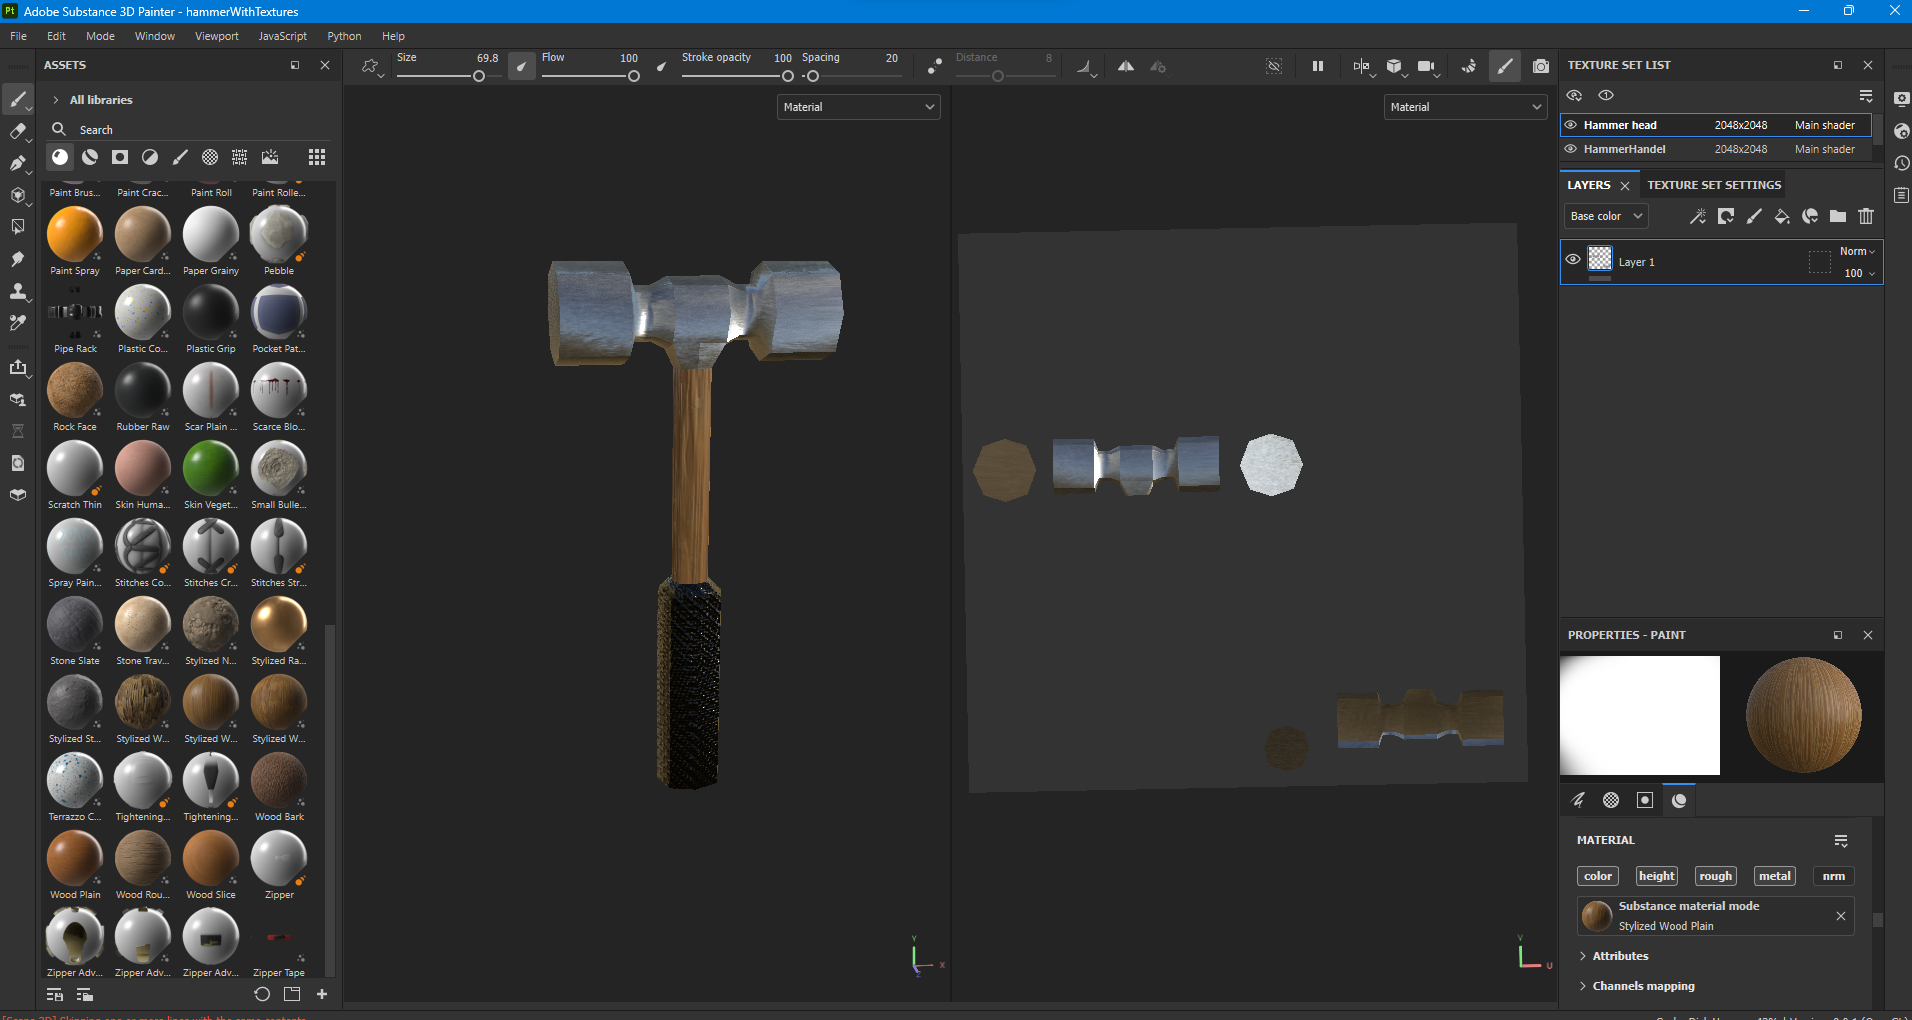 Pt Adobe Substance 3D Painter - hammerWithTextures
File Edit Mode Window Viewport JavaScript Python Help
ASSETS
All libraries
Search
Paint Brus... Paint Crac... Paint Roll Paint Rolle...
Paint Spray Paper Card... Paper Grainy Pebble
Pipe Rack Plastic Co... Plastic Grip Pocket Pat...
Rock Face Rubber Raw Scar Plain ... Scarce Blo...
Scratch Thin Skin Huma... Skin Veget... Small Bulle...
Spray Pain... Stitches Co... Stitches Cr... Stitches Str...
Stone Slate Stone Trav... Stylized N... Stylized Ra...
Stylized St... Stylized W... Stylized W... Stylized W...
Terrazzo C... Tightening... Tightening... Wood Bark
Wood Plain Wood Rou... Wood Slice Zipper
Zipper Adv... Zipper Adv... Zipper Adv... Zipper Tape
Size 69.8 Flow 100 Stroke opacity 100 Spacing 20 Distance 8
Material
Material
Y
X
Z
Y
U
TEXTURE SET LIST
Hammer head 2048x2048 Main shader
HammerHandel 2048x2048 Main shader
LAYERS TEXTURE SET SETTINGS
Base color
Layer 1 Norm
100
PROPERTIES - PAINT
MATERIAL
color height rough metal nrm
Substance material mode
Stylized Wood Plain
Attributes
Channels mapping